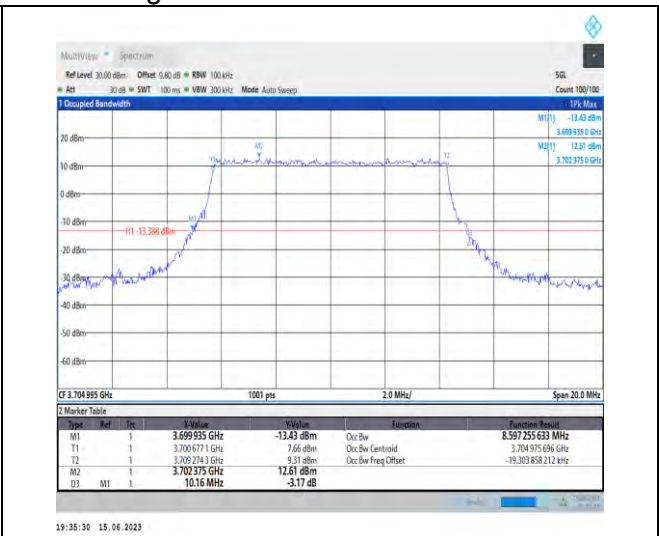 MultiView Spectrum
Ref Level 30.00 dBm Offset 9.80 dB RBW 100 kHz SGL
Att 30 dB SWT 100 ms VBW 300 kHz Mode Auto Sweep Count 100/100
1 Occupied Bandwidth 1Pk Max
M1[1] -13.43 dBm
3.699 935 0 GHz
M2[1] 12.61 dBm
3.702 375 0 GHz
20 dBm
10 dBm
0 dBm
-10 dBm
H1 -13.388 dBm
-20 dBm
-30 dBm
-40 dBm
-50 dBm
-60 dBm
M2
T1
T2
M1
D3
CF 3.704 995 GHz 1001 pts 2.0 MHz/ Span 20.0 MHz
2 Marker Table
Type Ref Trc X-Value Y-Value Function Function Result
M1 1 3.699935 GHz -13.43 dBm Occ Bw 8.597 255 633 MHz
T1 1 3.700 677 1 GHz 7.66 dBm Occ Bw Centroid 3.704 975 696 GHz
T2 1 3.709 274 3 GHz 9.31 dBm Occ Bw Freq Offset -19.303 858 212 kHz
M2 1 3.702375 GHz 12.61 dBm
D3 M1 1 10.16 MHz -3.17 dB
19:35:30 15.06.2023